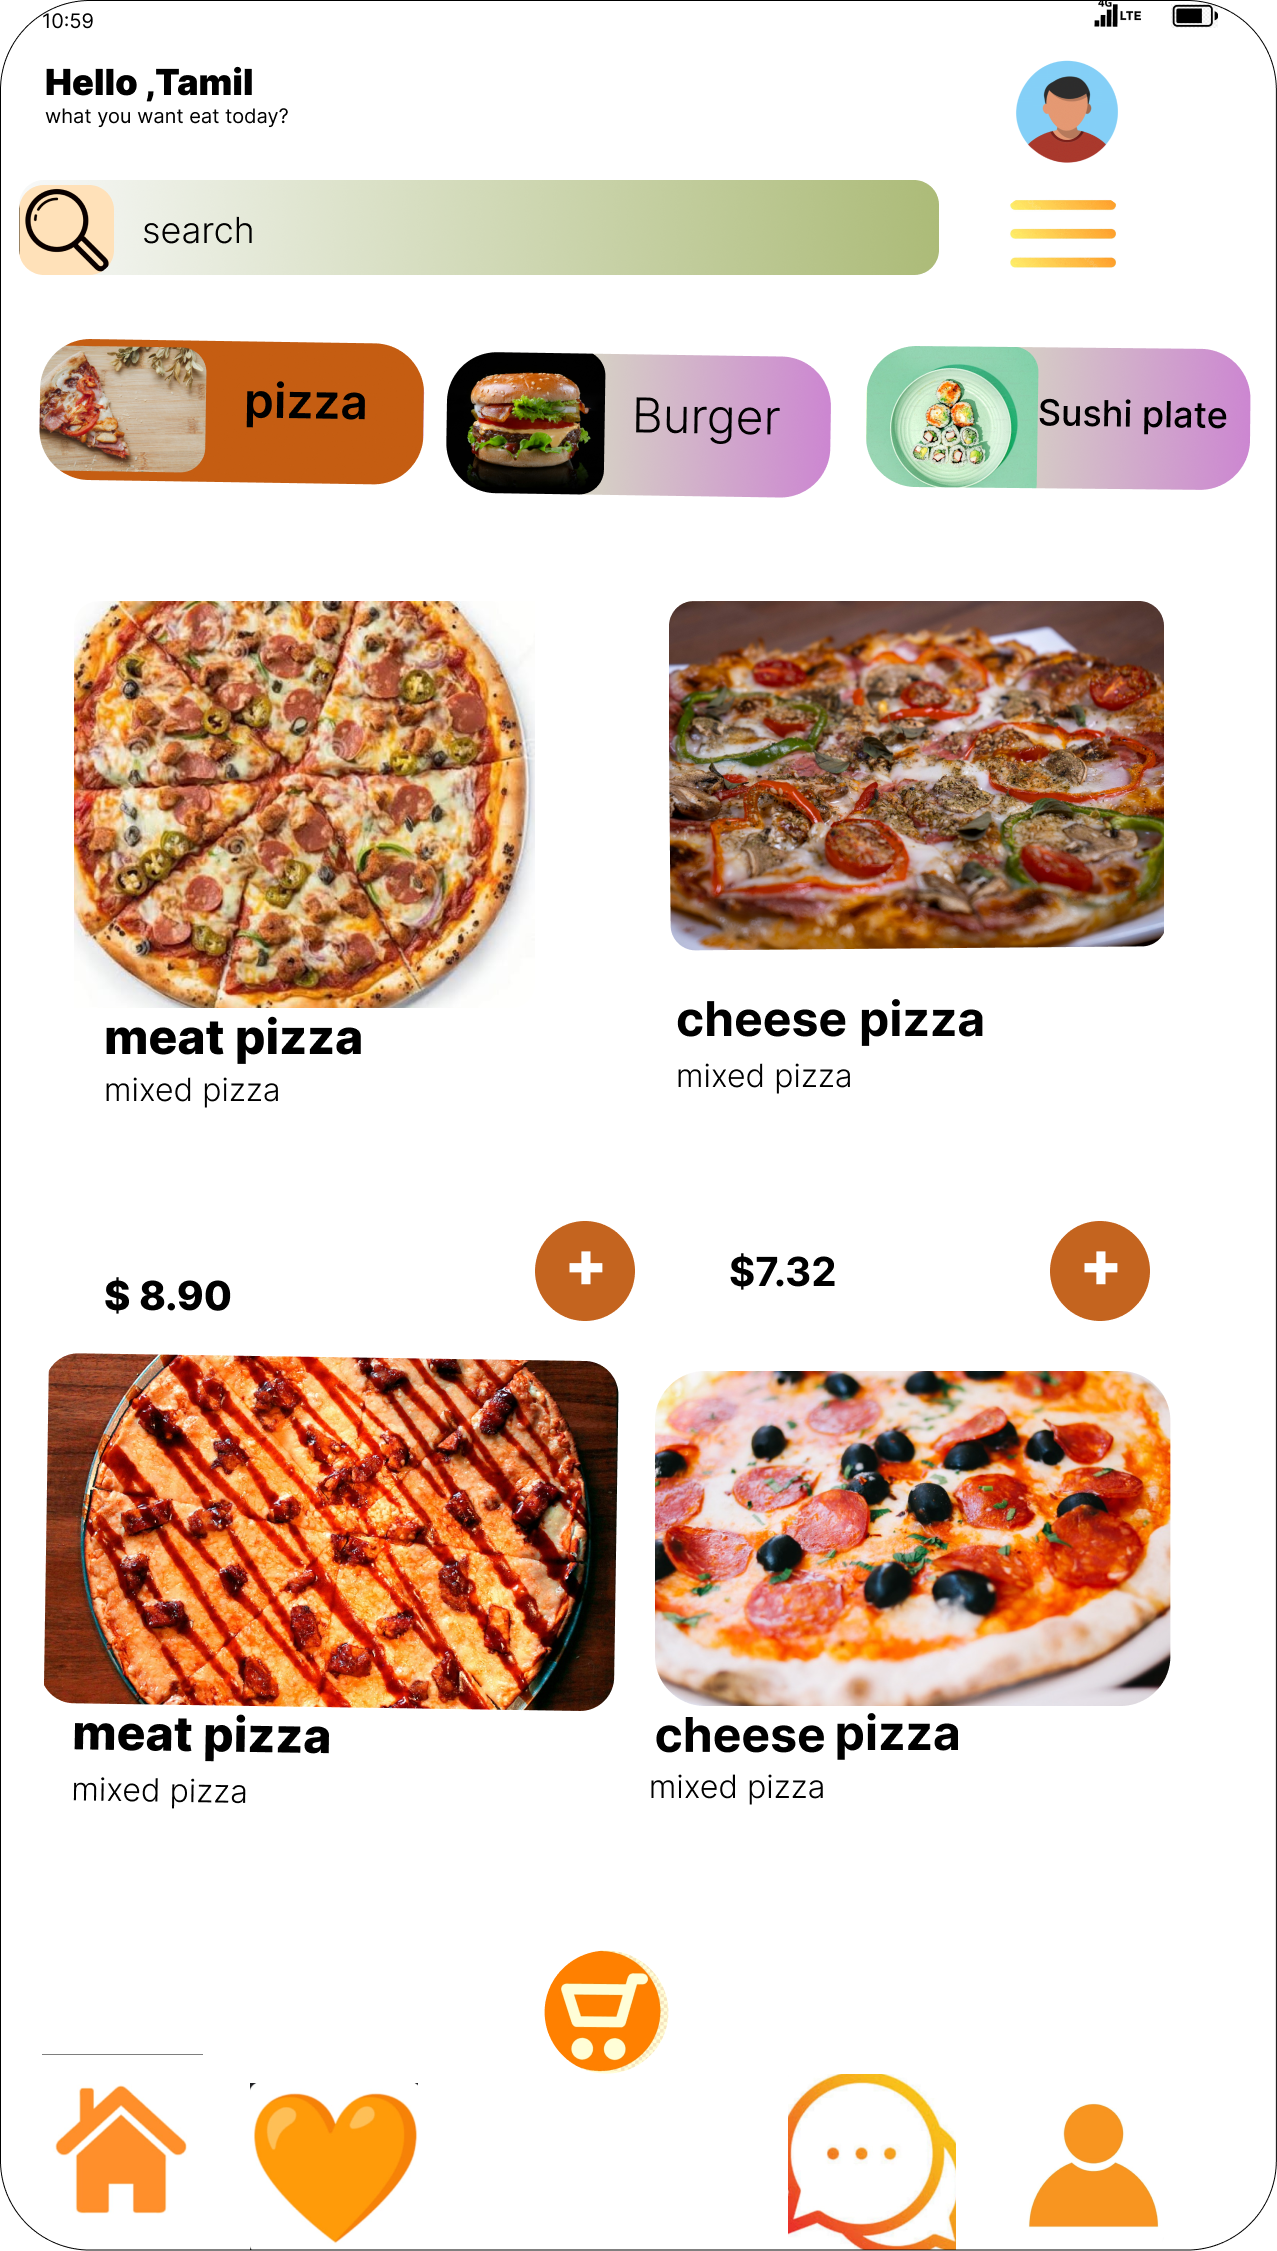 10:59
4G LTE
Hello ,Tamil
what you want eat today?
search
pizza
Burger
Sushi plate
meat pizza
mixed pizza
cheese pizza
mixed pizza
$ 8.90
+
$7.32
+
meat pizza
mixed pizza
cheese pizza
mixed pizza